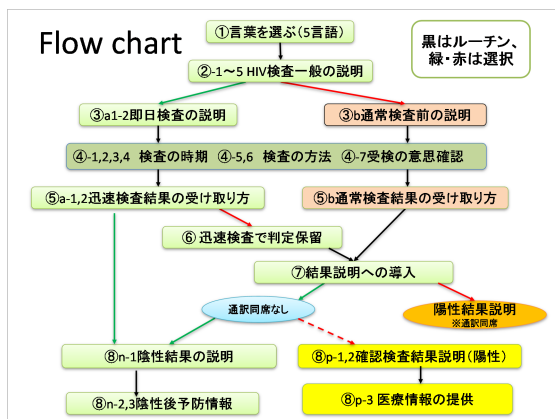 Flow chart
①言葉を選ぶ(5言語)
黒はルーチン、
緑・赤は選択
②-1～5 HIV検査一般の説明
③a1-2即日検査の説明
③b通常検査前の説明
④-1,2,3,4 検査の時期 ④-5,6 検査の方法 ④-7受検の意思確認
⑤a-1,2迅速検査結果の受け取り方
⑤b通常検査結果の受け取り方
⑥ 迅速検査で判定保留
⑦結果説明への導入
通訳同席なし
陽性結果説明
※通訳同席
⑧n-1陰性結果の説明
⑧p-1,2確認検査結果説明(陽性)
⑧n-2,3陰性後予防情報
⑧p-3 医療情報の提供